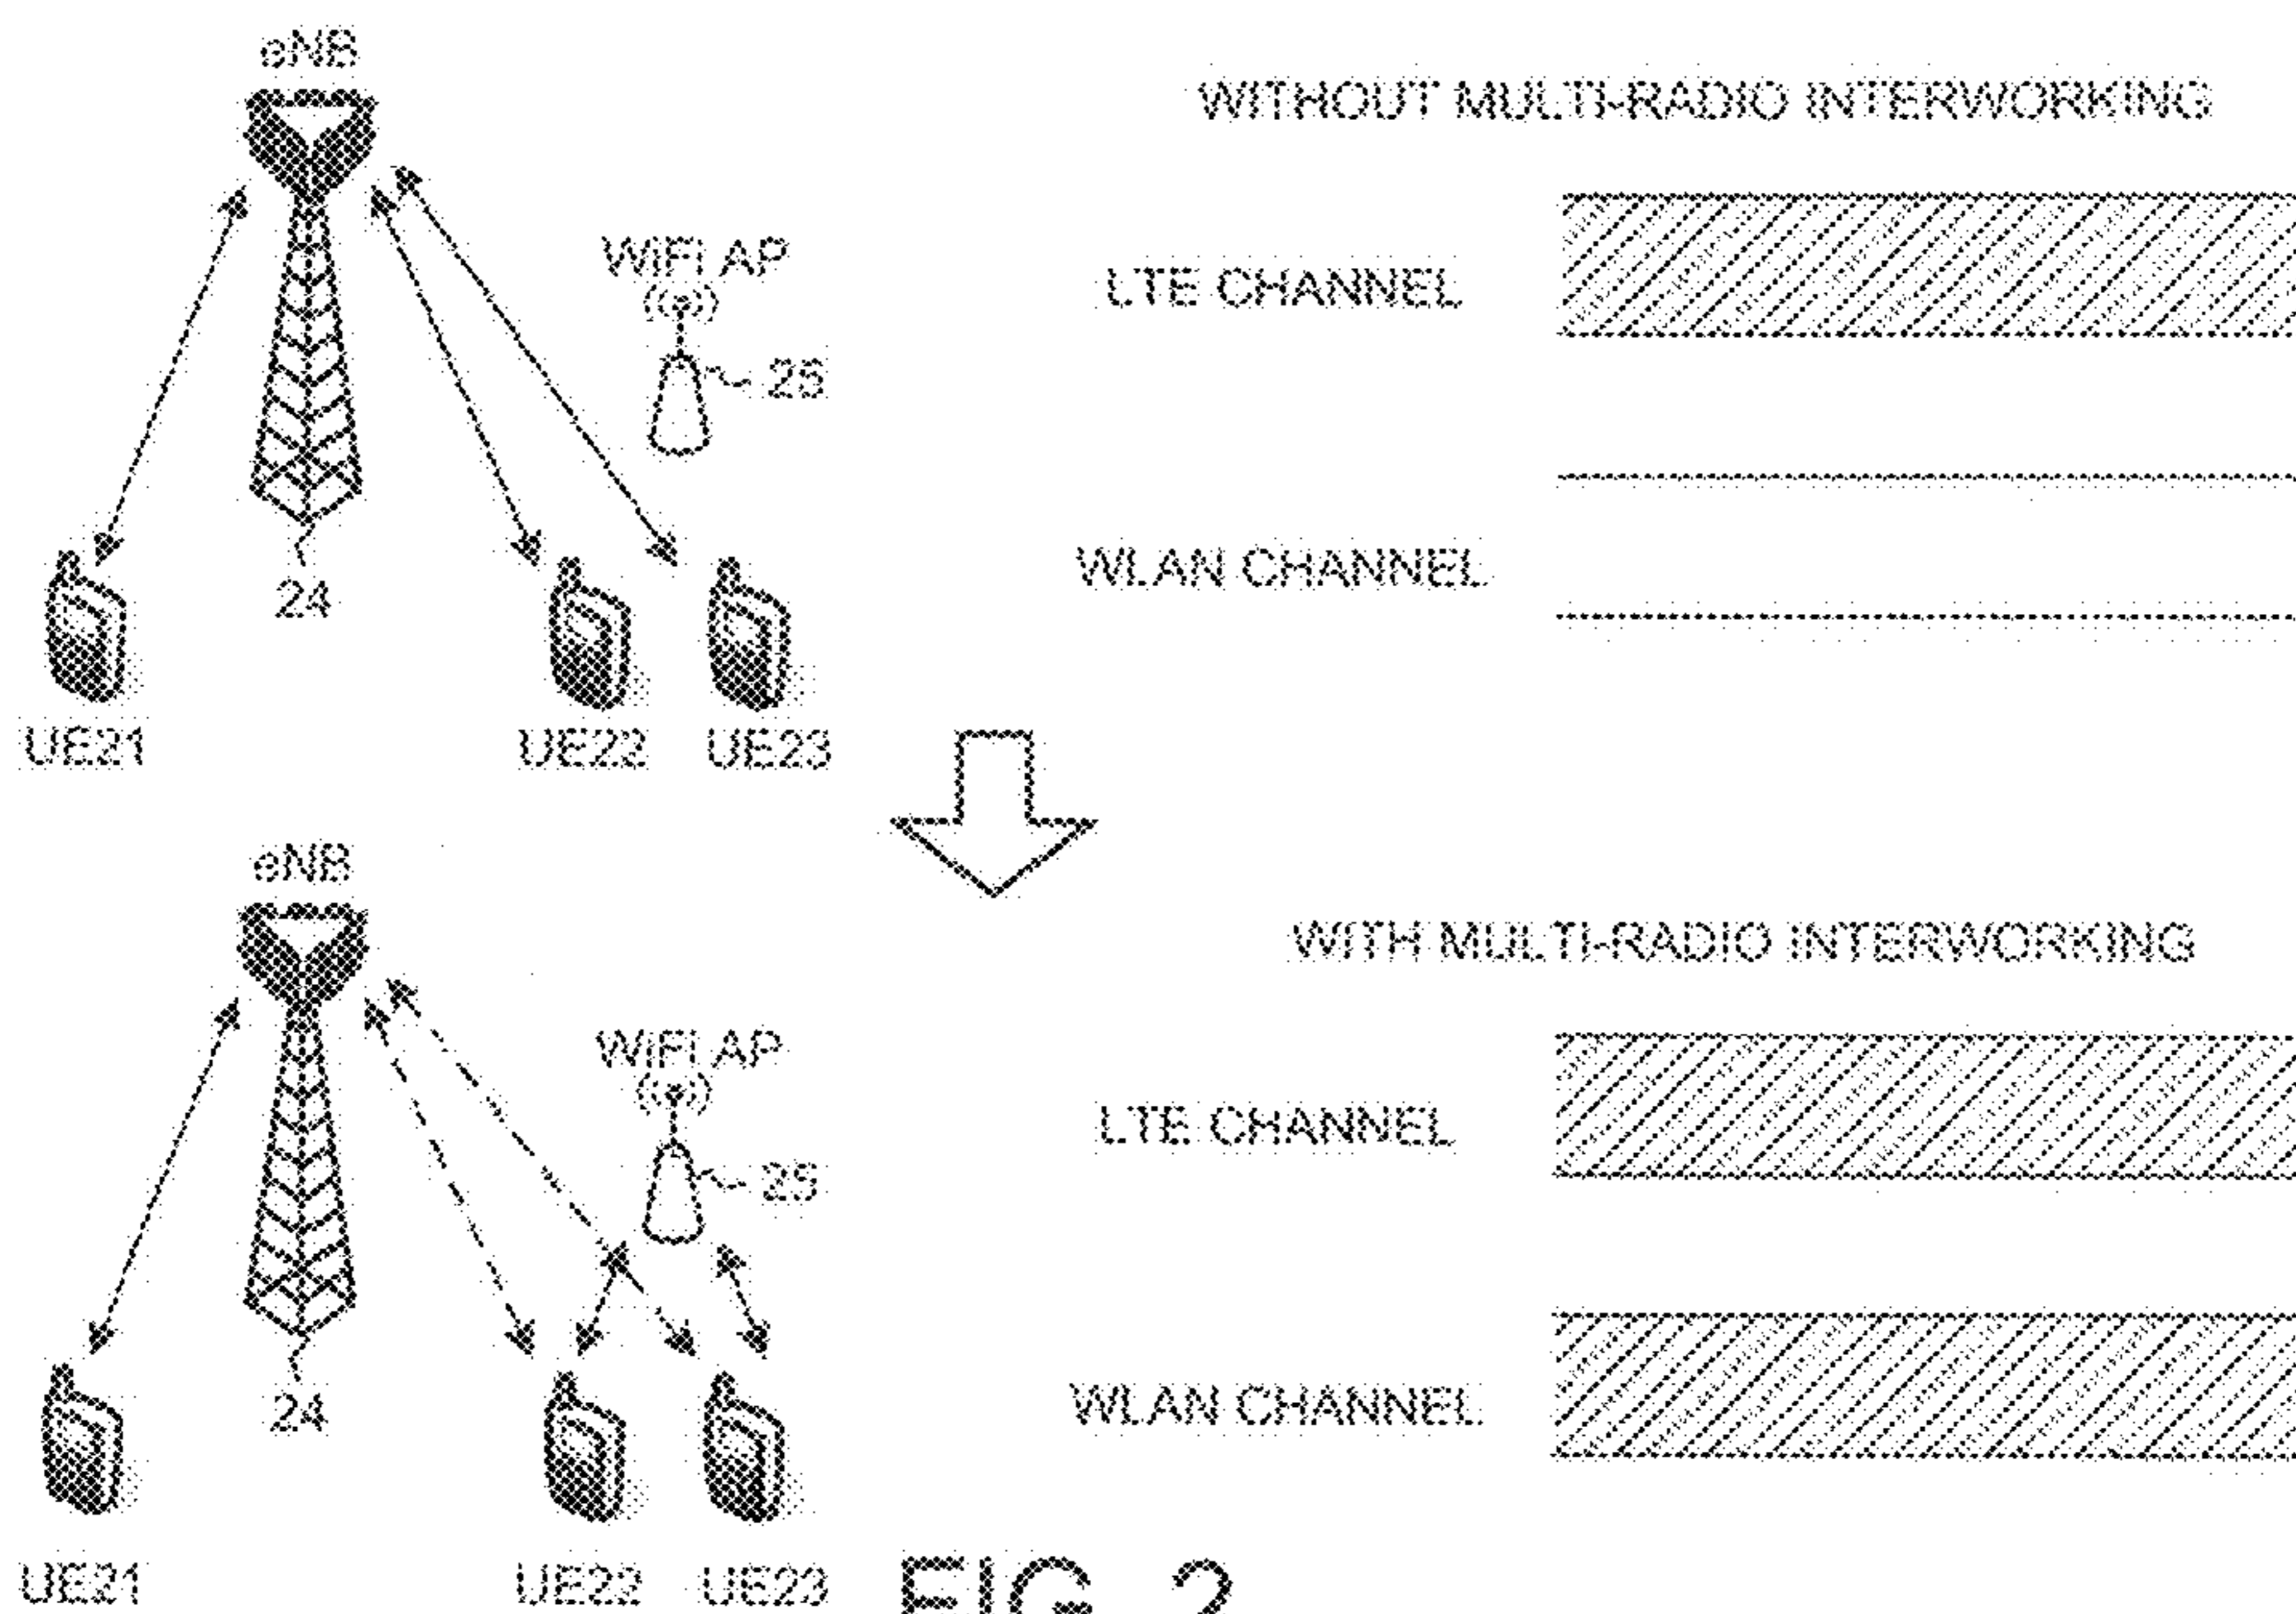 eNB
WITHOUT MULTI-RADIO INTERWORKING
WiFi AP
LTE CHANNEL
25
WLAN CHANNEL
24
UE21
UE22
UE23
eNB
WITH MULTI-RADIO INTERWORKING
WiFi AP
LTE CHANNEL
25
WLAN CHANNEL
24
UE21
UE22
UE23
FIG. 2